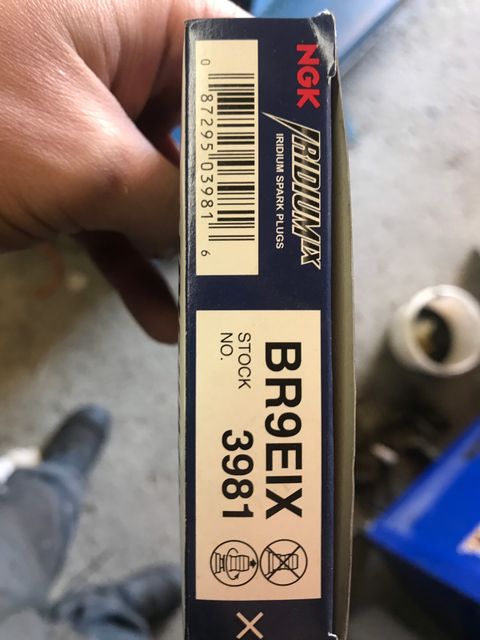 NGK
IRIDIUM IX
IRIDIUM SPARK PLUGS
0 87295 03981 6
BR9EIX
STOCK
NO. 3981